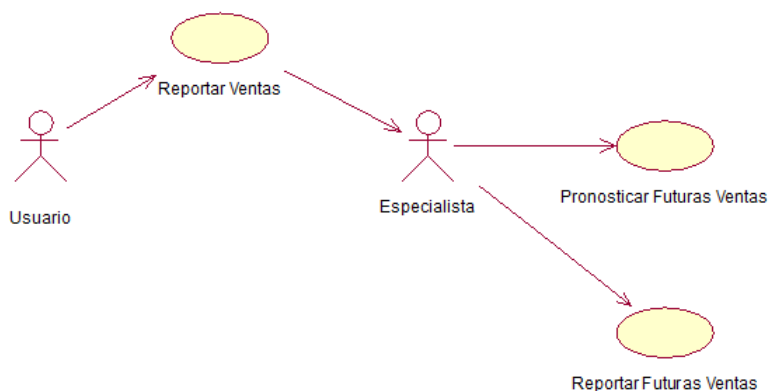 Reportar Ventas
Usuario
Especialista
Pronosticar Futuras Ventas
Reportar Futuras Ventas